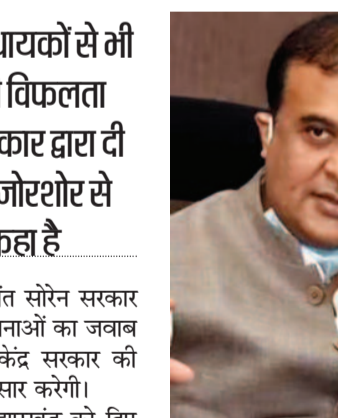 धायकों से भी
विफलता
कार द्वारा दी
जोरशोर से
कहा है
ंत सोरेन सरकार
नाओं का जवाब
केंद्र सरकार की
सार करेगी।